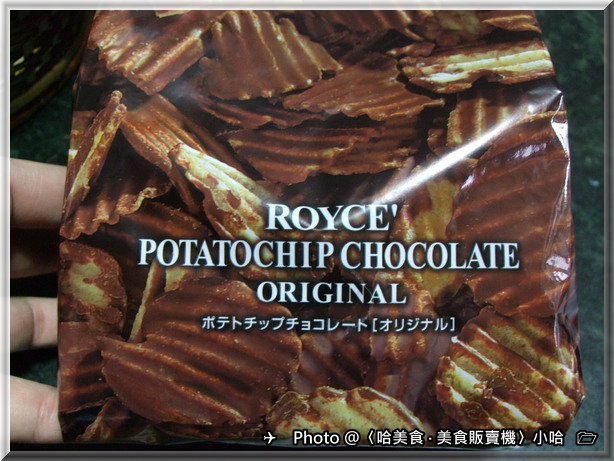 ROYCE'
POTATOCHIP CHOCOLATE
ORIGINAL
ポテトチップチョコレート[オリジナル]
✈ Photo @〈哈美食·美食販賣機〉小哈 🗁